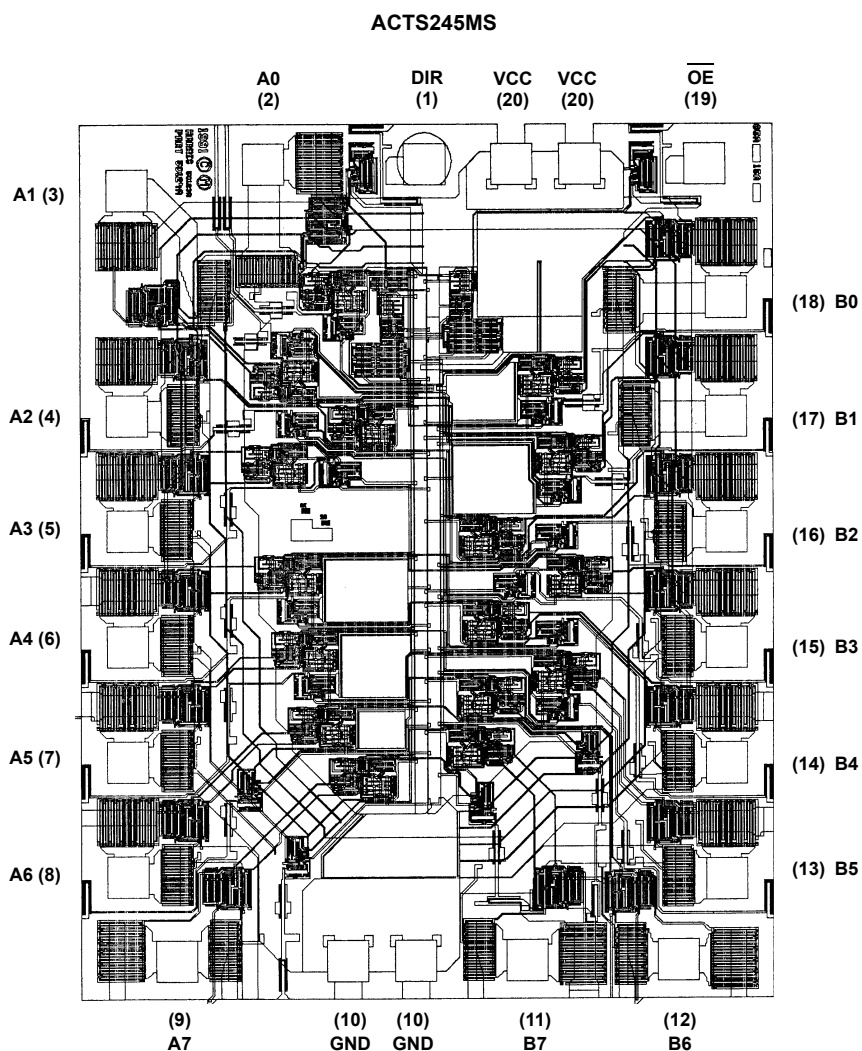 ACTS245MS
A0
(2)
DIR
(1)
VCC
(20)
VCC
(20)
OE
(19)
1991
A1 (3)
(18) B0
A2 (4)
(17) B1
A3 (5)
(16) B2
A4 (6)
(15) B3
A5 (7)
(14) B4
A6 (8)
(13) B5
(9)
A7
(10)
GND
(10)
GND
(11)
B7
(12)
B6